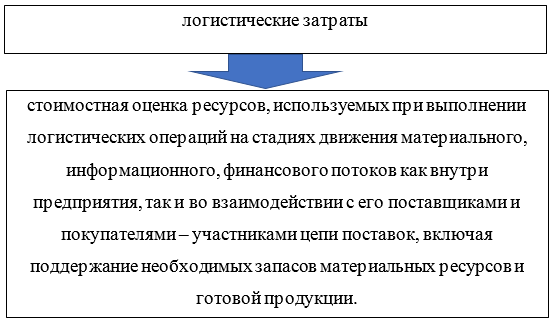 логистические затраты
стоимостная оценка ресурсов, используемых при выполнении
логистических операций на стадиях движения материального,
информационного, финансового потоков как внутри
предприятия, так и во взаимодействии с его поставщиками и
покупателями – участниками цепи поставок, включая
поддержание необходимых запасов материальных ресурсов и
готовой продукции.